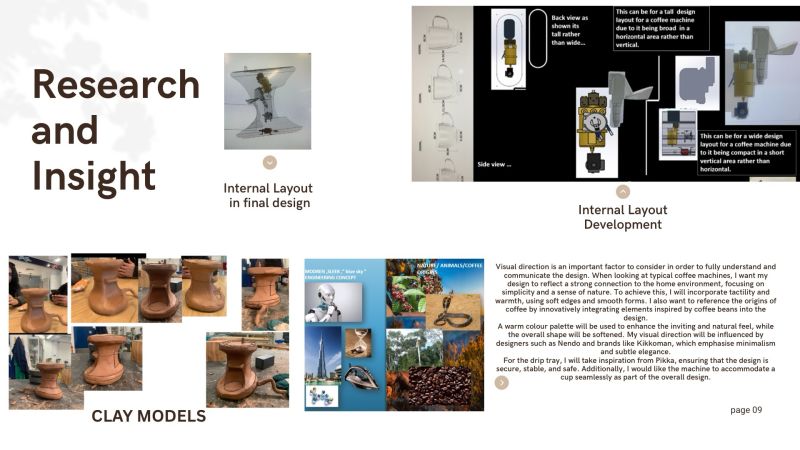 Research
and
Insight
Internal Layout
in final design
Back view as
shown its
tall rather
than wide...
This can be for a tall design
layout for a coffee machine
due to it being broad in a
horizontal area rather than
vertical.
This can be for a wide design
layout for a coffee machine due
to it being compact in a short
vertical area rather than
horizontal.
Side view ...
Internal Layout
Development
CLAY MODELS
MODREN ,SLEEK ," blue sky "
ENGINEERING CONCEPT
NATURE/ ANIMALS/COFFEE
ORIGINS
Visual direction is an important factor to consider in order to fully understand and
communicate the design. When looking at typical coffee machines, I want my
design to reflect a strong connection to the home environment, focusing on
simplicity and a sense of nature. To achieve this, I will incorporate tactility and
warmth, using soft edges and smooth forms. I also want to reference the origins of
coffee by innovatively integrating elements inspired by coffee beans into the
design.
A warm colour palette will be used to enhance the inviting and natural feel, while
the overall shape will be softened. My visual direction will be influenced by
designers such as Nendo and brands like Kikkoman, which emphasise minimalism
and subtle elegance.
For the drip tray, I will take inspiration from Pikka, ensuring that the design is
secure, stable, and safe. Additionally, I would like the machine to accommodate a
cup seamlessly as part of the overall design.
page 09